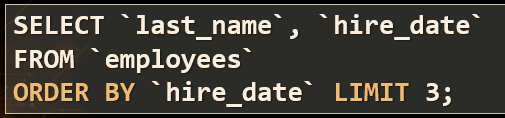 SELECT `last_name`, `hire_date`
FROM `employees`
ORDER BY `hire_date` LIMIT 3;